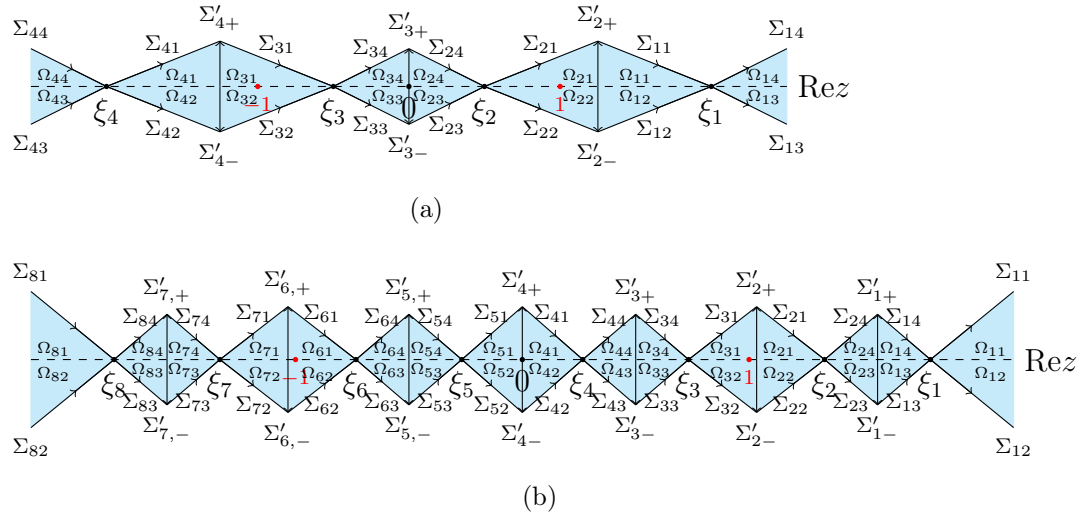 Σ₄₄ Σ₄₁ Σ′₄₊ Σ₃₁ Σ₃₄ Σ′₃₊ Σ₂₄ Σ₂₁ Σ′₂₊ Σ₁₁ Σ₁₄
Ω₄₄ Ω₄₁ Ω₃₁ Ω₃₄ Ω₂₄ Ω₂₁ Ω₁₁ Ω₁₄
Rez
Ω₄₃ Ω₄₂ Ω₃₂ Ω₃₃ Ω₂₃ Ω₂₂ Ω₁₂ Ω₁₃
ξ₄ −1 ξ₃ 0 ξ₂ 1 ξ₁
Σ₄₃ Σ₄₂ Σ′₄₋ Σ₃₂ Σ₃₃ Σ′₃₋ Σ₂₃ Σ₂₂ Σ′₂₋ Σ₁₂ Σ₁₃
(a)
Σ₈₁ Σ′₇,₊ Σ′₆,₊ Σ′₅,₊ Σ′₄₊ Σ′₃₊ Σ′₂₊ Σ′₁₊ Σ₁₁
Σ₈₄ Σ₇₄ Σ₇₁ Σ₆₁ Σ₆₄ Σ₅₄ Σ₅₁ Σ₄₁ Σ₄₄ Σ₃₄ Σ₃₁ Σ₂₁ Σ₂₄ Σ₁₄
Ω₈₁ Ω₈₄ Ω₇₄ Ω₇₁ Ω₆₁ Ω₆₄ Ω₅₄ Ω₅₁ Ω₄₁ Ω₄₄ Ω₃₄ Ω₃₁ Ω₂₁ Ω₂₄ Ω₁₄ Ω₁₁
Rez
Ω₈₂ Ω₈₃ Ω₇₃ Ω₇₂ Ω₆₂ Ω₆₃ Ω₅₃ Ω₅₂ Ω₄₂ Ω₄₃ Ω₃₃ Ω₃₂ Ω₂₂ Ω₂₃ Ω₁₃ Ω₁₂
ξ₈ ξ₇ −1 ξ₆ ξ₅ 0 ξ₄ ξ₃ 1 ξ₂ ξ₁
Σ₈₃ Σ₇₃ Σ₇₂ Σ₆₂ Σ₆₃ Σ₅₃ Σ₅₂ Σ₄₂ Σ₄₃ Σ₃₃ Σ₃₂ Σ₂₂ Σ₂₃ Σ₁₃
Σ₈₂ Σ′₇,₋ Σ′₆,₋ Σ′₅,₋ Σ′₄₋ Σ′₃₋ Σ′₂₋ Σ′₁₋ Σ₁₂
(b)